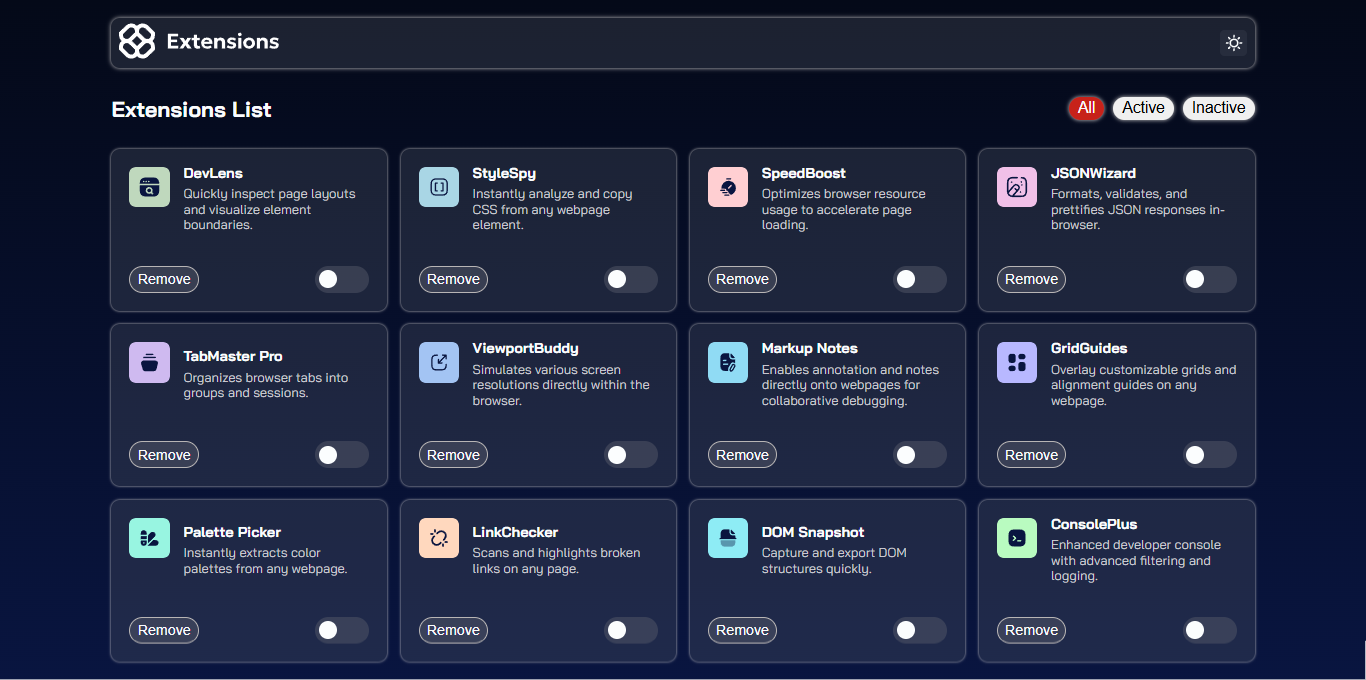 Extensions
Extensions List
All
Active
Inactive
DevLens
Quickly inspect page layouts
and visualize element
boundaries.
Remove
StyleSpy
Instantly analyze and copy
CSS from any webpage
element.
Remove
SpeedBoost
Optimizes browser resource
usage to accelerate page
loading.
Remove
JSONWizard
Formats, validates, and
prettifies JSON responses in-
browser.
Remove
TabMaster Pro
Organizes browser tabs into
groups and sessions.
Remove
ViewportBuddy
Simulates various screen
resolutions directly within the
browser.
Remove
Markup Notes
Enables annotation and notes
directly onto webpages for
collaborative debugging.
Remove
GridGuides
Overlay customizable grids and
alignment guides on any
webpage.
Remove
Palette Picker
Instantly extracts color
palettes from any webpage.
Remove
LinkChecker
Scans and highlights broken
links on any page.
Remove
DOM Snapshot
Capture and export DOM
structures quickly.
Remove
ConsolePlus
Enhanced developer console
with advanced filtering and
logging.
Remove